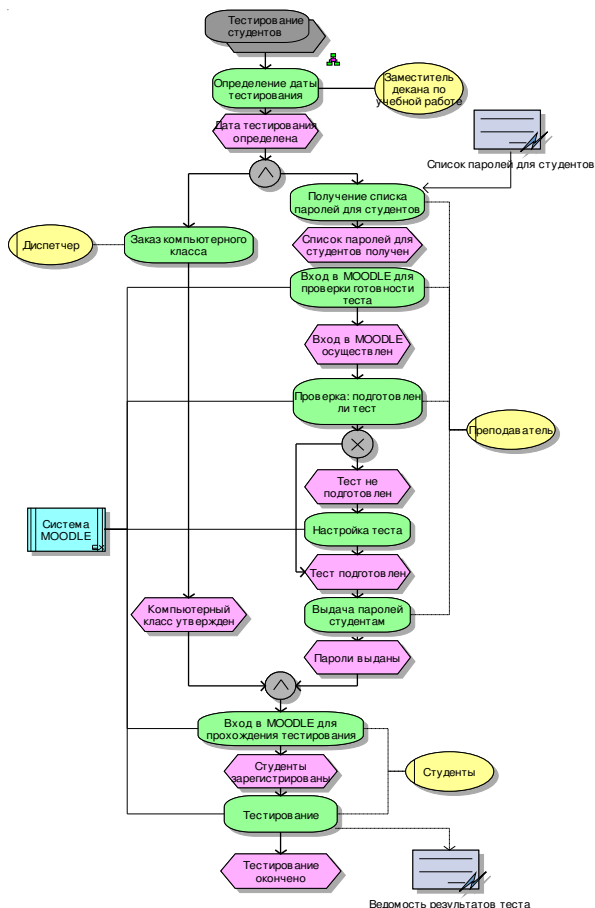 Тестирование
студентов
Определение даты
тестирования
Заместитель
декана по
учебной работе
Дата тестирования
определена
Список паролей для студентов
Получение списка
паролей для студентов
Диспетчер
Заказ компьютерного
класса
Список паролей для
студентов получен
Вход в MOODLE для
проверки готовности
теста
Вход в MOODLE
осуществлен
Проверка: подготовлен
ли тест
Преподаватель
Тест не
подготовлен
Система
MOODLE
Настройка теста
Тест подготовлен
Компьютерный
класс утвержден
Выдача паролей
студентам
Пароли выданы
Вход в MOODLE для
прохождения тестирования
Студенты
зарегистрированы
Студенты
Тестирование
Тестирование
окончено
Ведомость результатов теста